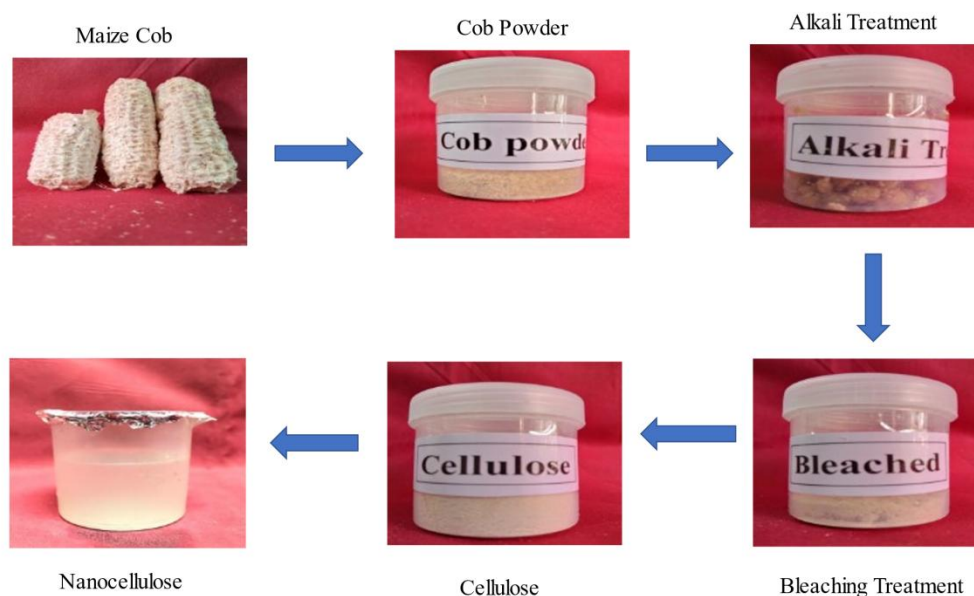 Maize Cob
Cob Powder
Alkali Treatment
Cob powde
Alkali Tr
Cellulose
Bleached
Nanocellulose
Cellulose
Bleaching Treatment